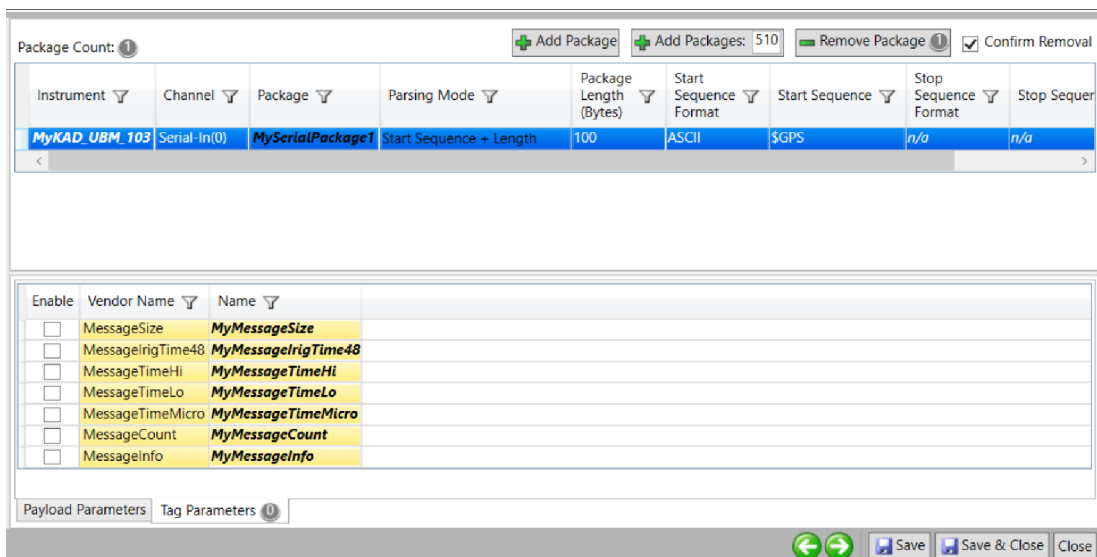 Package Count: 1 Add Package Add Packages: 510 Remove Package 1 Confirm Removal
Instrument Channel Package Parsing Mode Package Length (Bytes) Start Sequence Format Start Sequence Stop Sequence Format Stop Sequer
MyKAD_UBM_103 Serial-In(0) MySerialPackage1 Start Sequence + Length 100 ASCII $GPS n/a n/a
Enable Vendor Name Name
MessageSize MyMessageSize
MessageIrigTime48 MyMessageIrigTime48
MessageTimeHi MyMessageTimeHi
MessageTimeLo MyMessageTimeLo
MessageTimeMicro MyMessageTimeMicro
MessageCount MyMessageCount
MessageInfo MyMessageInfo
Payload Parameters Tag Parameters 0
Save Save & Close Close